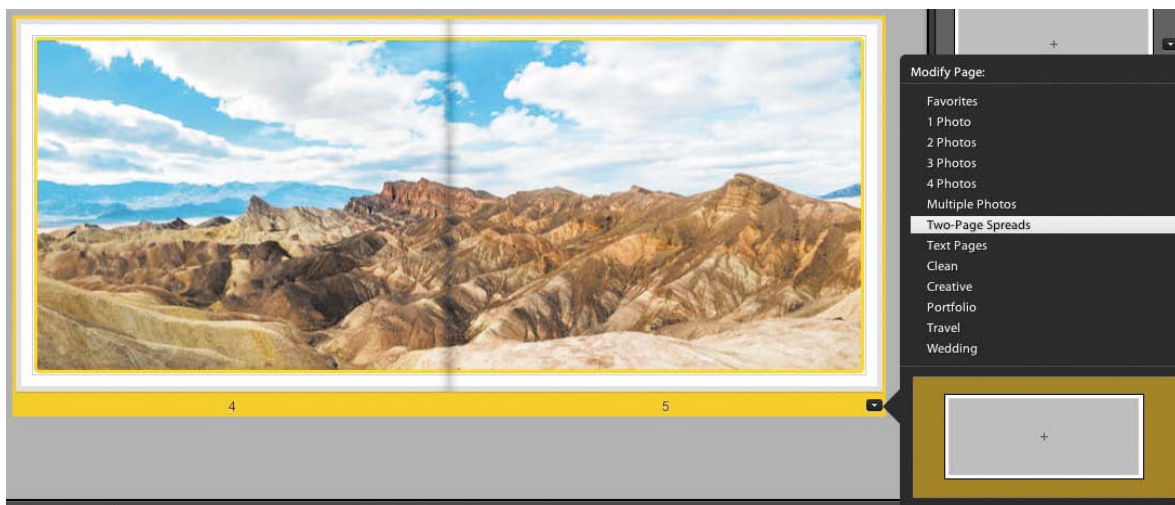 4
5
+
Modify Page:
Favorites
1 Photo
2 Photos
3 Photos
4 Photos
Multiple Photos
Two-Page Spreads
Text Pages
Clean
Creative
Portfolio
Travel
Wedding
+